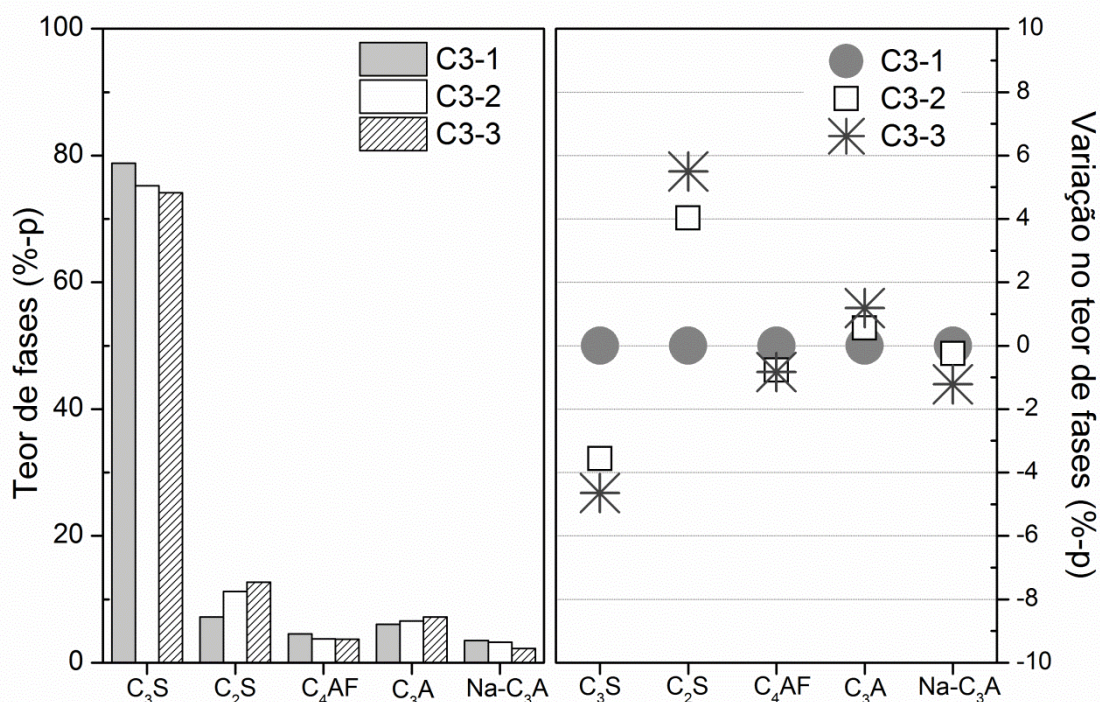 Teor de fases (%-p)
100
80
60
40
20
0
C3-1
C3-2
C3-3
C₃S
C₂S
C₄AF
C₃A
Na-C₃A
C3-1
C3-2
C3-3
10
8
6
4
2
0
-2
-4
-6
-8
-10
Variação no teor de fases (%-p)
C₃S
C₂S
C₄AF
C₃A
Na-C₃A